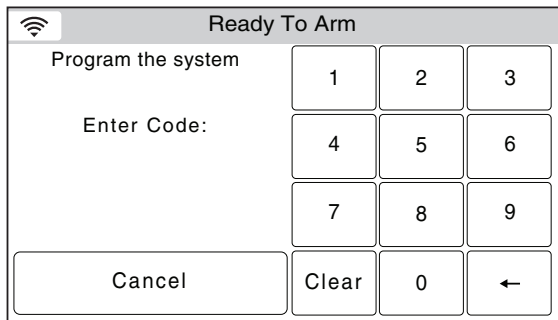 Ready To Arm
Program the system
Enter Code:
1 2 3
4 5 6
7 8 9
Cancel Clear 0 ←